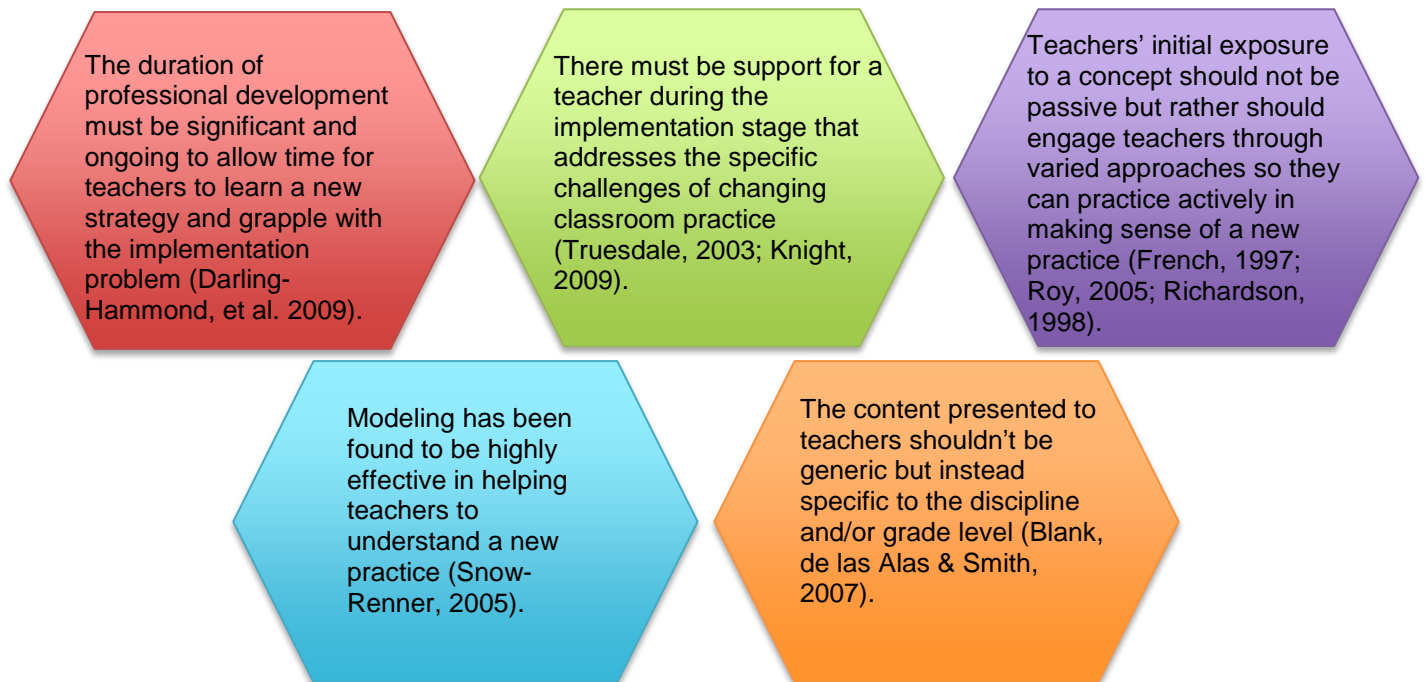 The duration of
professional development
must be significant and
ongoing to allow time for
teachers to learn a new
strategy and grapple with
the implementation
problem (Darling-
Hammond, et al. 2009).
There must be support for a
teacher during the
implementation stage that
addresses the specific
challenges of changing
classroom practice
(Truesdale, 2003; Knight,
2009).
Teachers’ initial exposure
to a concept should not be
passive but rather should
engage teachers through
varied approaches so they
can practice actively in
making sense of a new
practice (French, 1997;
Roy, 2005; Richardson,
1998).
Modeling has been
found to be highly
effective in helping
teachers to
understand a new
practice (Snow-
Renner, 2005).
The content presented to
teachers shouldn’t be
generic but instead
specific to the discipline
and/or grade level (Blank,
de las Alas & Smith,
2007).